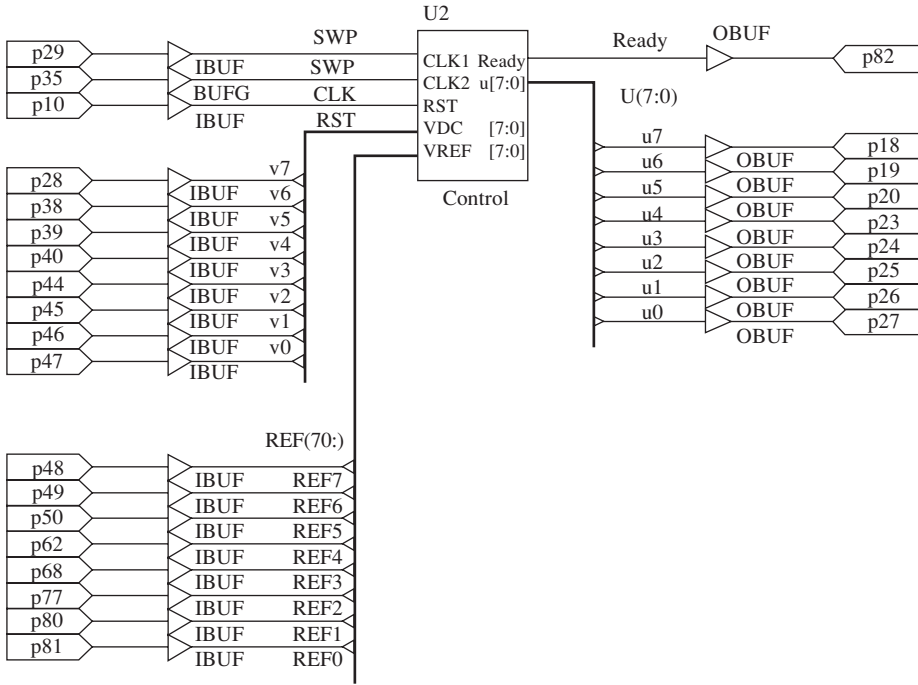 U2
SWP
Ready
OBUF
p29
CLK1 Ready
p82
IBUF
SWP
p35
CLK2 u[7:0]
BUFG
CLK
U(7:0)
p10
RST
IBUF
RST
VDC [7:0]
u7
p18
VREF [7:0]
OBUF
v7
u6
p19
p28
IBUF
v6
Control
OBUF
u5
p20
p38
IBUF
v5
OBUF
u4
p23
p39
IBUF
v4
OBUF
u3
p24
p40
IBUF
v3
OBUF
u2
p25
p44
IBUF
v2
OBUF
u1
p26
p45
IBUF
v1
OBUF
u0
p27
p46
IBUF
v0
OBUF
p47
IBUF
REF(70:)
p48
IBUF
REF7
p49
IBUF
REF6
p50
IBUF
REF5
p62
IBUF
REF4
p68
IBUF
REF3
p77
IBUF
REF2
p80
IBUF
REF1
p81
IBUF
REF0